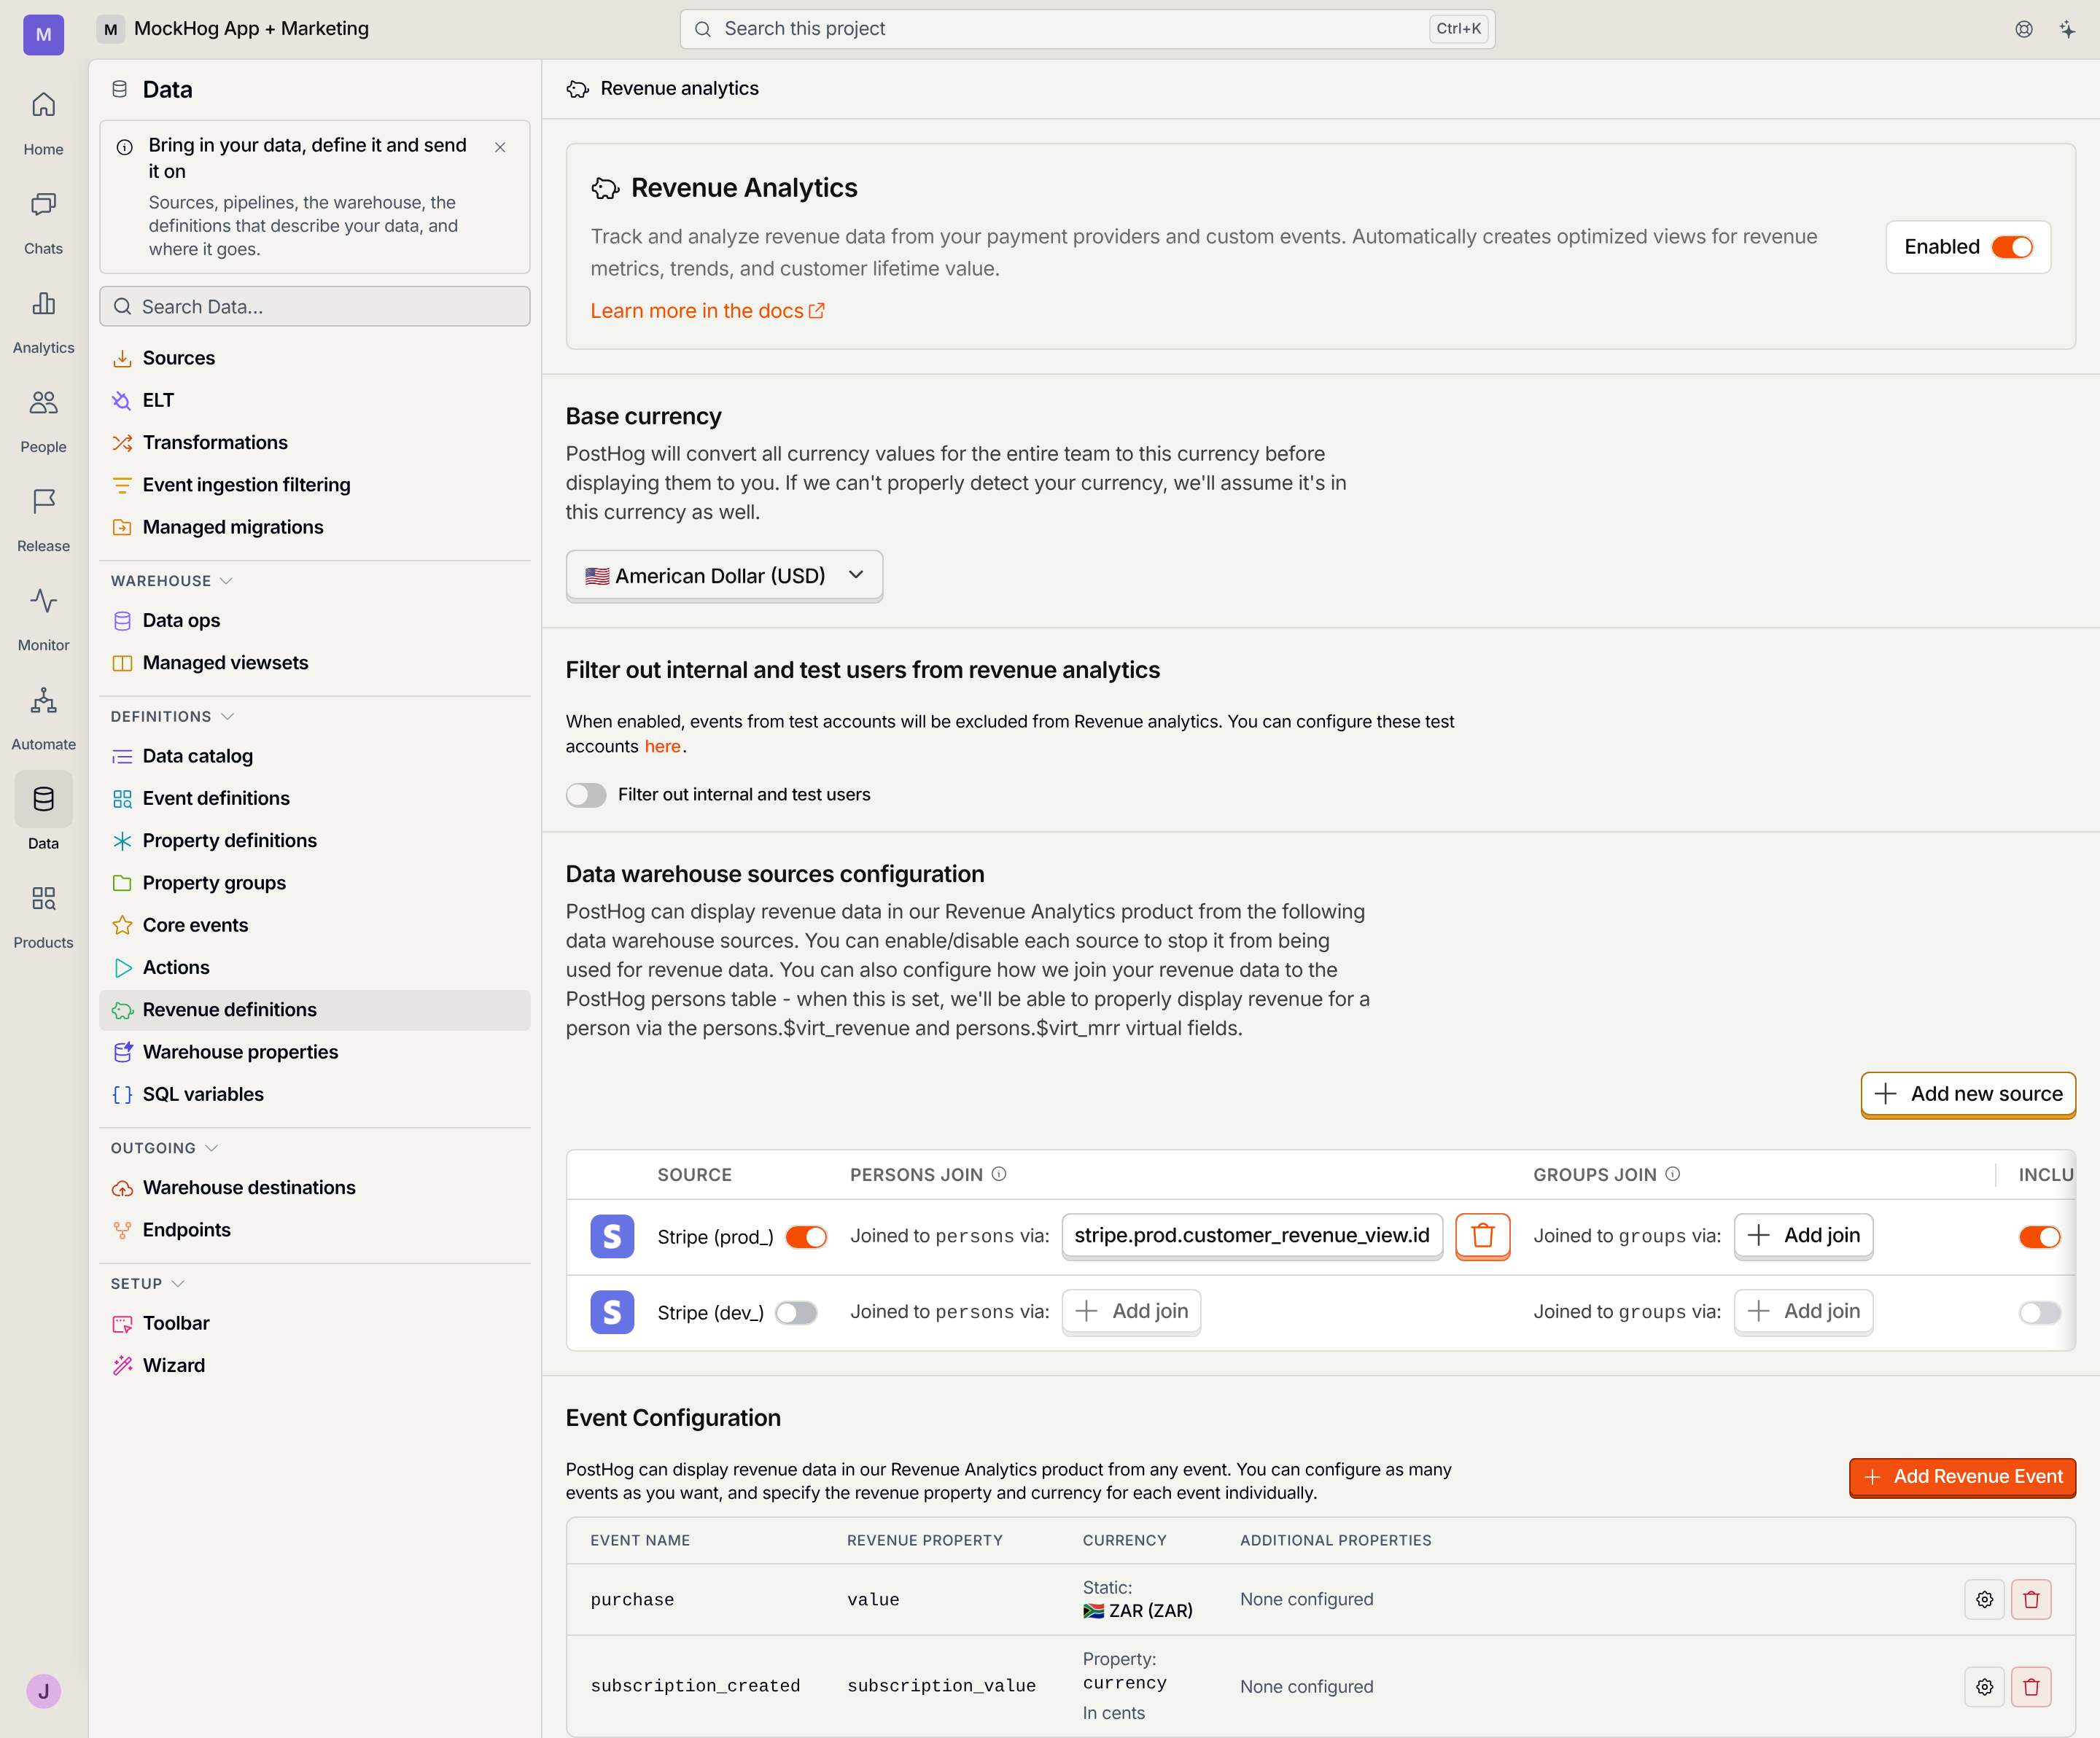 M
M MockHog App + Marketing
Search this project
Ctrl+K
Home
Chats
Analytics
People
Release
Monitor
Automate
Data
Products
J
Data
Bring in your data, define it and send
it on
Sources, pipelines, the warehouse, the
definitions that describe your data, and
where it goes.
Search Data...
Sources
ELT
Transformations
Event ingestion filtering
Managed migrations
WAREHOUSE
Data ops
Managed viewsets
DEFINITIONS
Data catalog
Event definitions
Property definitions
Property groups
Core events
Actions
Revenue definitions
Warehouse properties
SQL variables
OUTGOING
Warehouse destinations
Endpoints
SETUP
Toolbar
Wizard
Revenue analytics
Revenue Analytics
Track and analyze revenue data from your payment providers and custom events. Automatically creates optimized views for revenue
metrics, trends, and customer lifetime value.
Learn more in the docs
Enabled
Base currency
PostHog will convert all currency values for the entire team to this currency before
displaying them to you. If we can't properly detect your currency, we'll assume it's in
this currency as well.
🇺🇸 American Dollar (USD)
Filter out internal and test users from revenue analytics
When enabled, events from test accounts will be excluded from Revenue analytics. You can configure these test
accounts here.
Filter out internal and test users
Data warehouse sources configuration
PostHog can display revenue data in our Revenue Analytics product from the following
data warehouse sources. You can enable/disable each source to stop it from being
used for revenue data. You can also configure how we join your revenue data to the
PostHog persons table - when this is set, we'll be able to properly display revenue for a
person via the persons.$virt_revenue and persons.$virt_mrr virtual fields.
Add new source
SOURCE PERSONS JOIN GROUPS JOIN INCLU
S Stripe (prod_) Joined to persons via: stripe.prod.customer_revenue_view.id Joined to groups via: Add join
S Stripe (dev_) Joined to persons via: Add join Joined to groups via: Add join
Event Configuration
PostHog can display revenue data in our Revenue Analytics product from any event. You can configure as many
events as you want, and specify the revenue property and currency for each event individually.
Add Revenue Event
EVENT NAME REVENUE PROPERTY CURRENCY ADDITIONAL PROPERTIES
purchase value Static:
🇿🇦 ZAR (ZAR) None configured
subscription_created subscription_value Property:
currency
In cents None configured